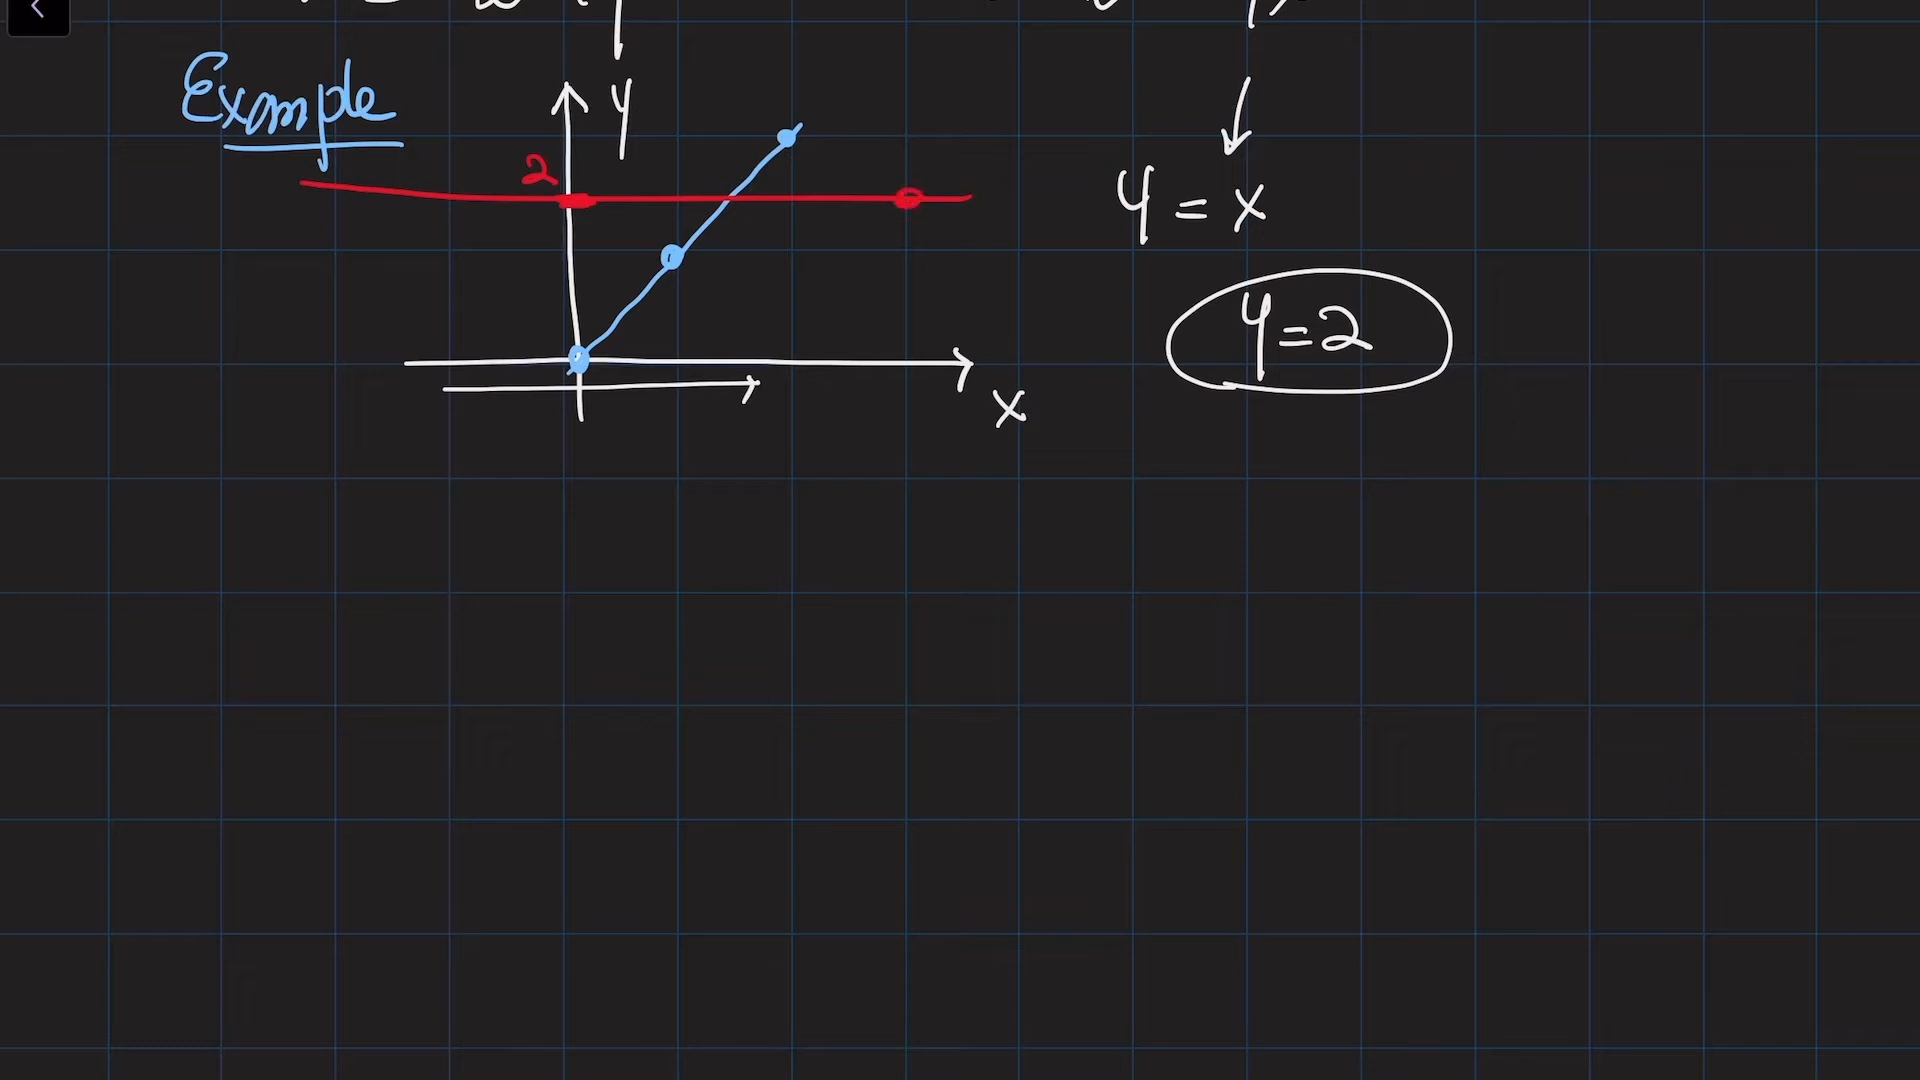 Example
y
2
y = x
y = 2
x